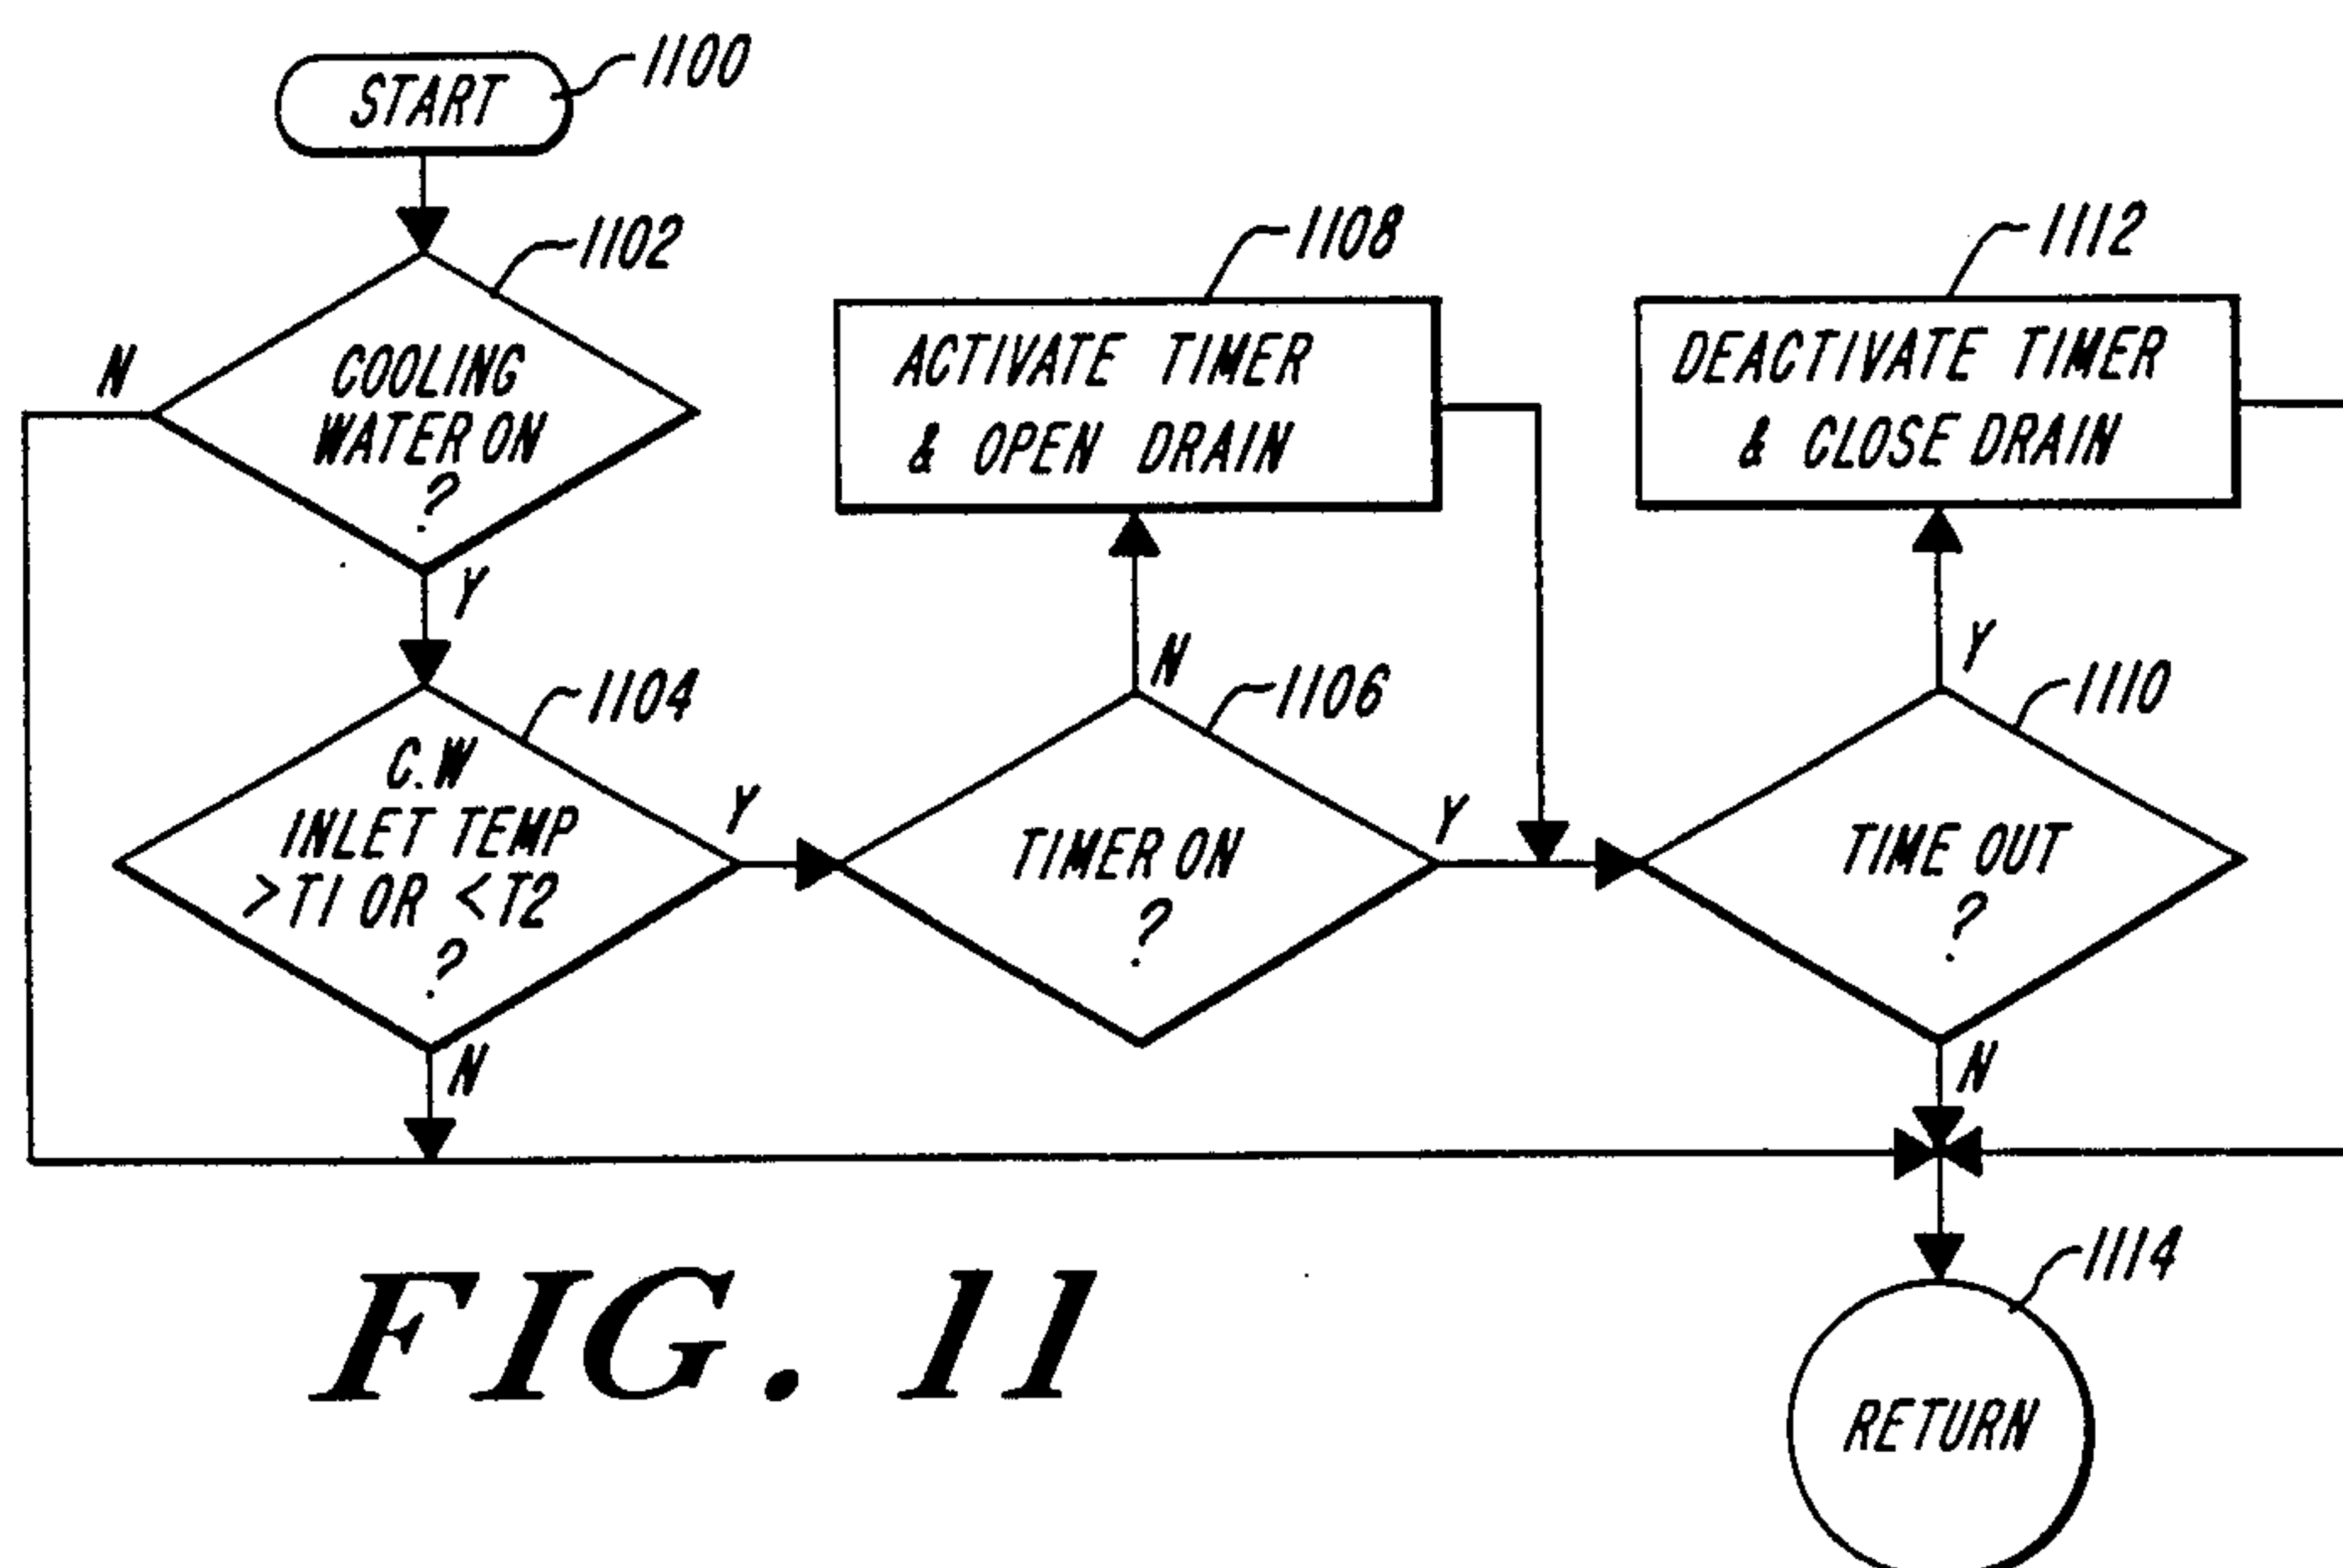 START
1100
1102
COOLING
WATER ON
?
N
Y
1104
C.W
INLET TEMP
>T1 OR <T2
?
Y
N
1106
TIMER ON
?
N
Y
1108
ACTIVATE TIMER
& OPEN DRAIN
1110
TIME OUT
?
Y
N
1112
DEACTIVATE TIMER
& CLOSE DRAIN
1114
RETURN
FIG. 11